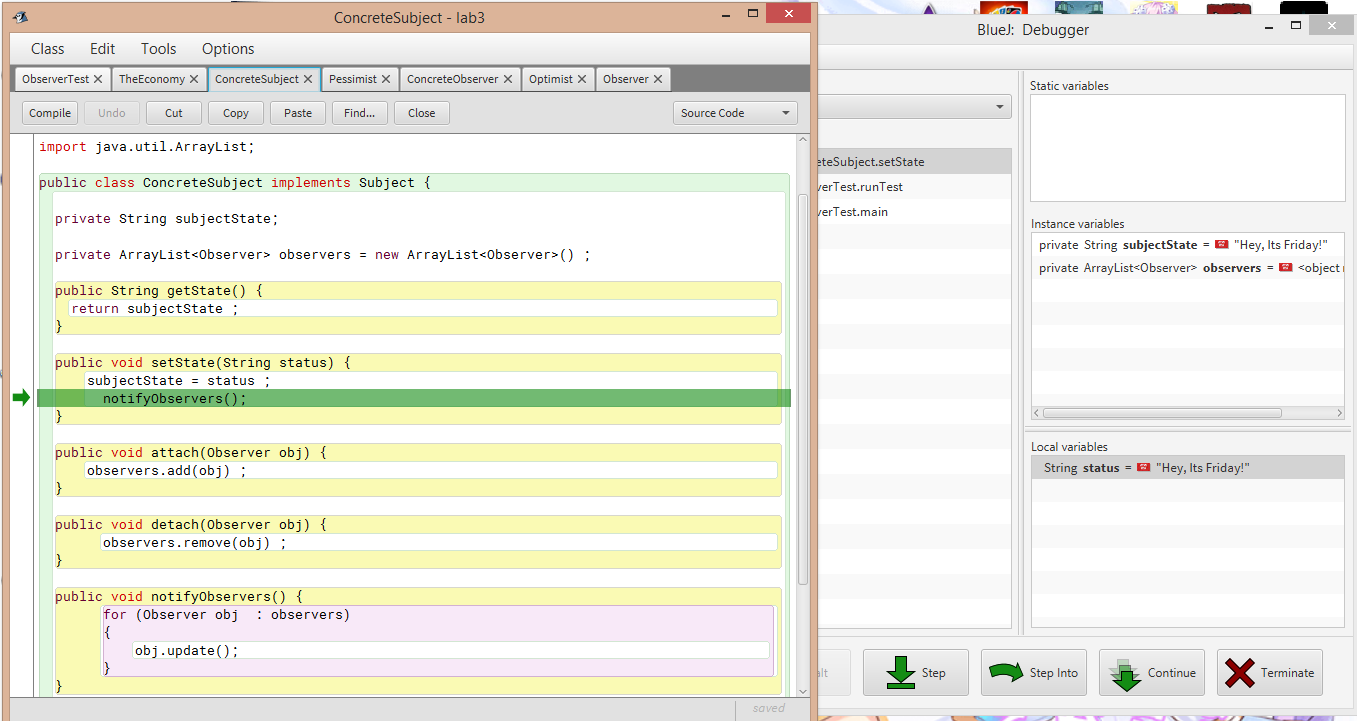 ConcreteSubject - lab3
Class Edit Tools Options
ObserverTest TheEconomy ConcreteSubject Pessimist ConcreteObserver Optimist Observer
Compile Undo Cut Copy Paste Find... Close Source Code
import java.util.ArrayList;
public class ConcreteSubject implements Subject {
private String subjectState;
private ArrayList<Observer> observers = new ArrayList<Observer>() ;
public String getState() {
return subjectState ;
}
public void setState(String status) {
subjectState = status ;
notifyObservers();
}
public void attach(Observer obj) {
observers.add(obj) ;
}
public void detach(Observer obj) {
observers.remove(obj) ;
}
public void notifyObservers() {
for (Observer obj  : observers)
{
obj.update();
}
}
saved
BlueJ:  Debugger
eteSubject.setState
verTest.runTest
verTest.main
Static variables
Instance variables
private String subjectState = "Hey, Its Friday!"
private ArrayList<Observer> observers = <object r
Local variables
String status = "Hey, Its Friday!"
alt Step Step Into Continue Terminate